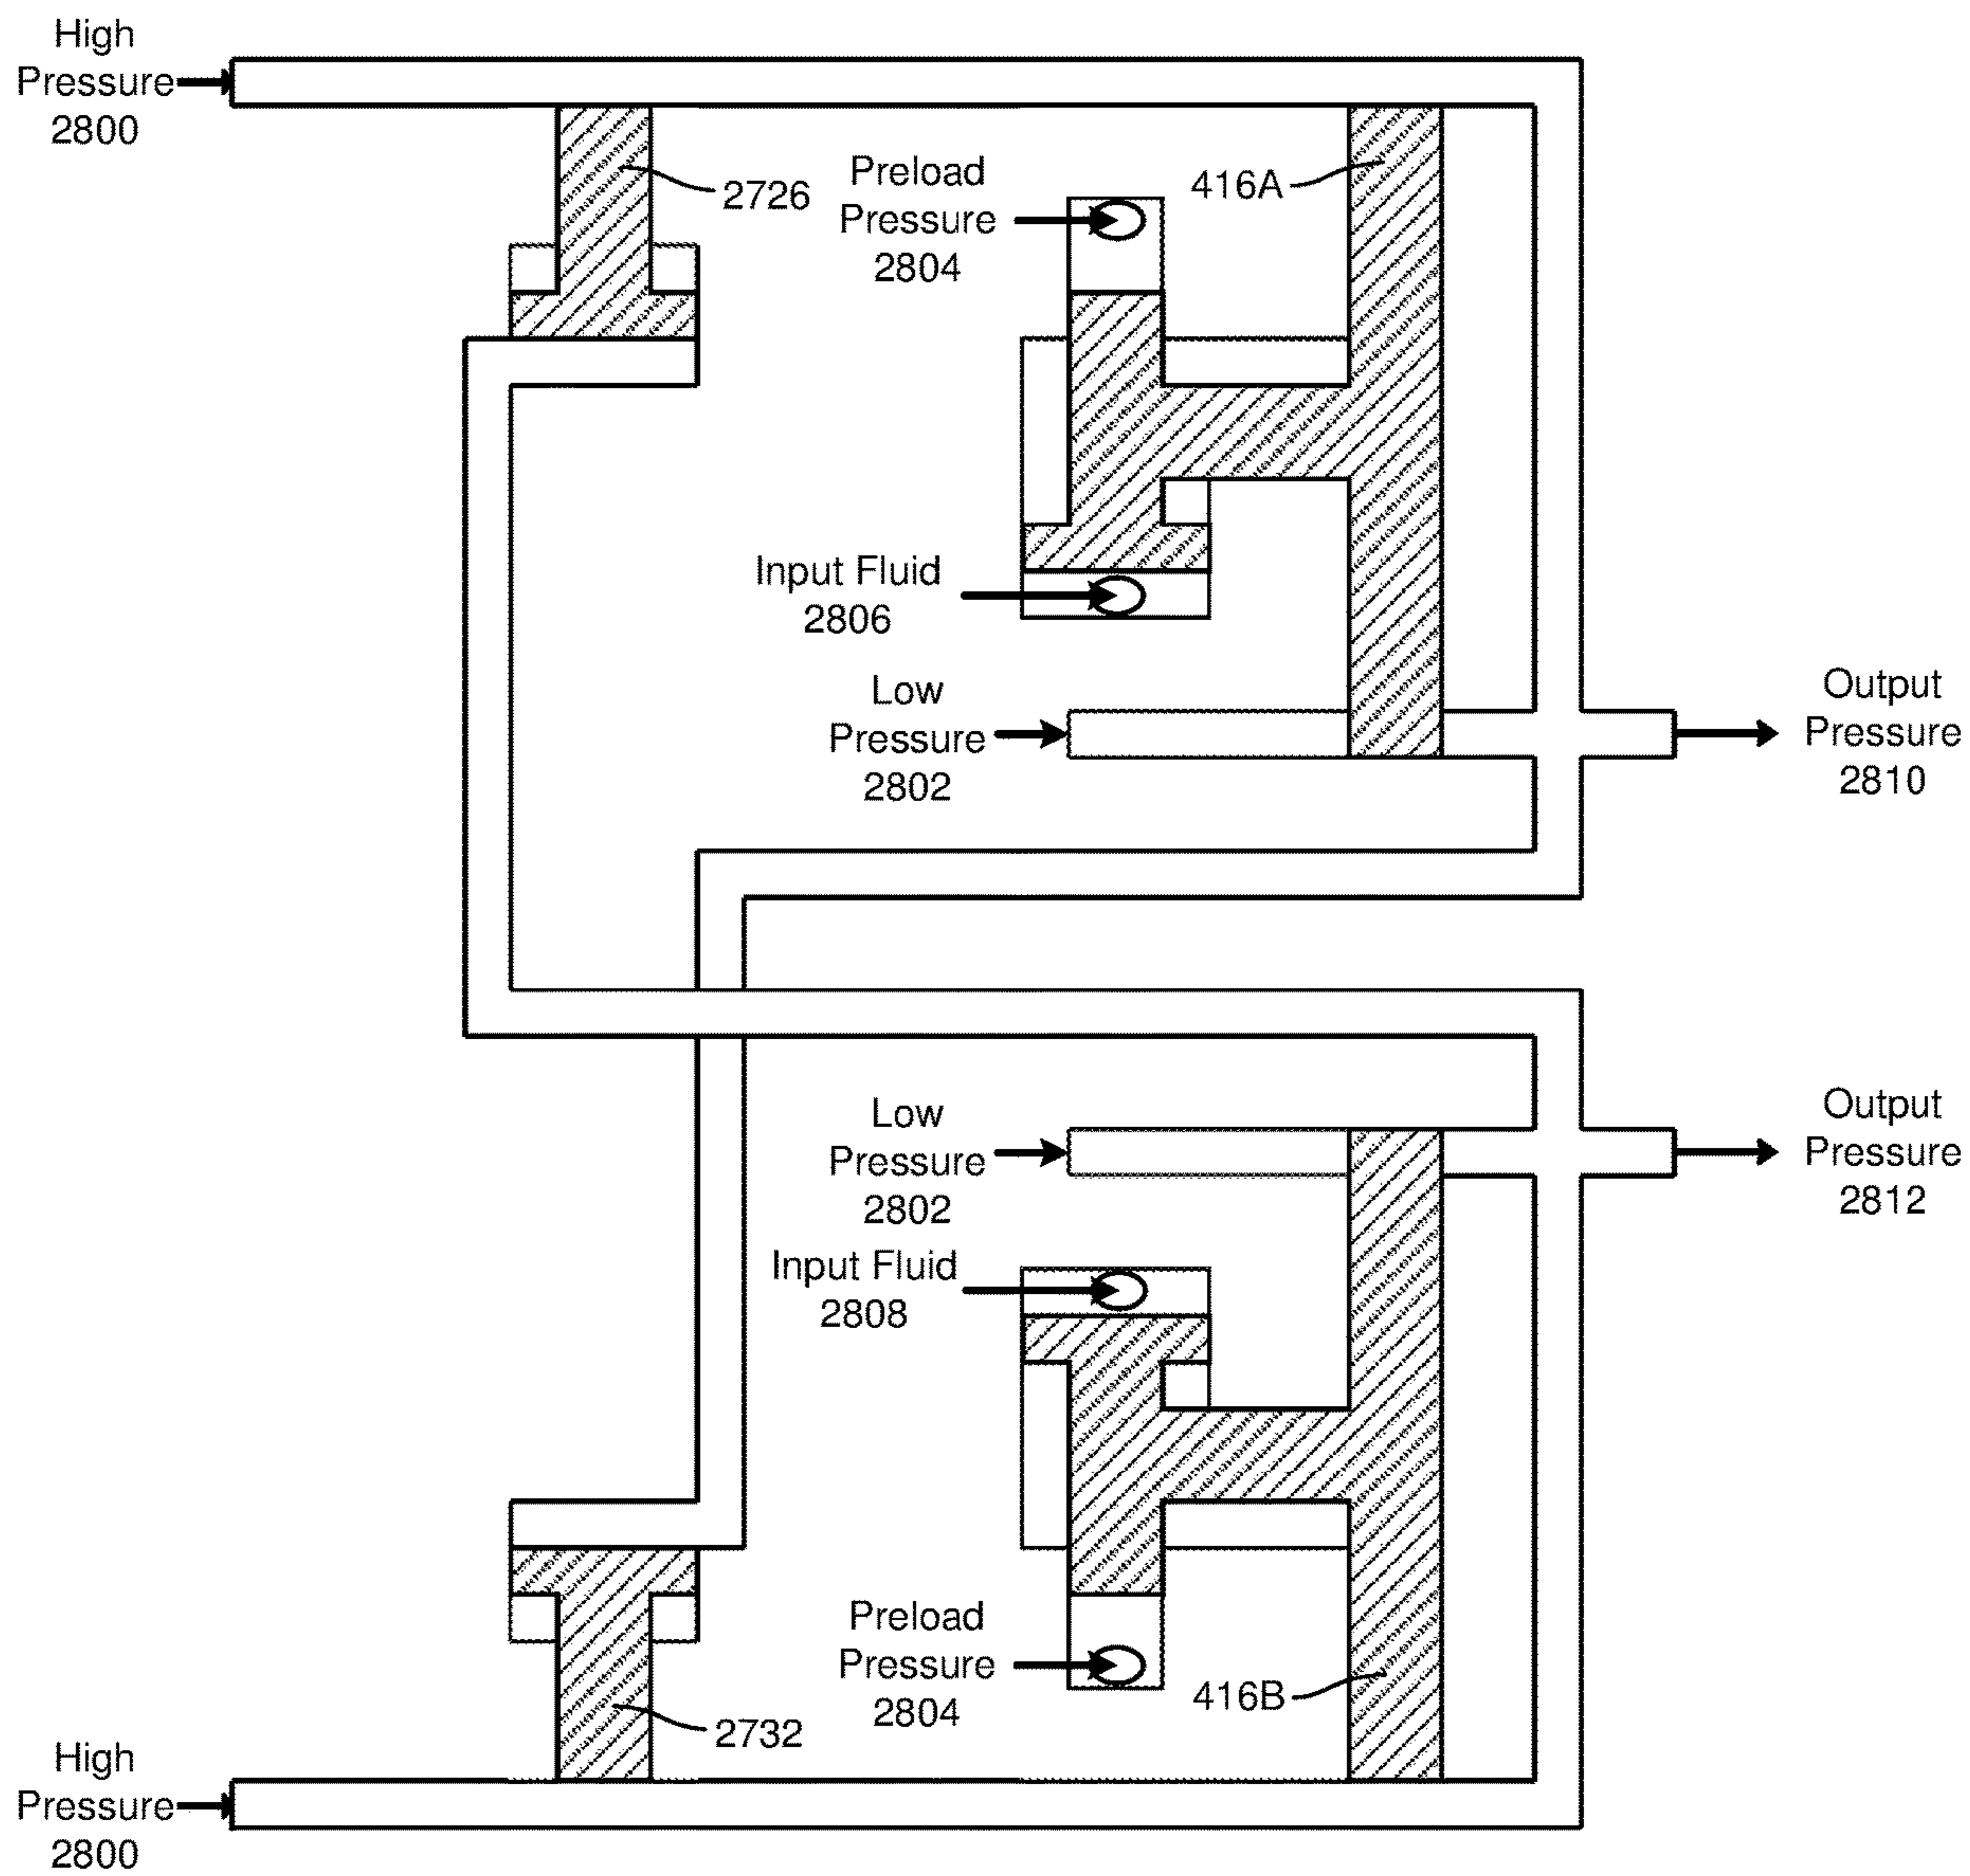 High
Pressure
2800
2726
Preload
Pressure
2804
416A
Input Fluid
2806
Low
Pressure
2802
Output
Pressure
2810
Low
Pressure
2802
Output
Pressure
2812
Input Fluid
2808
Preload
Pressure
2804
416B
2732
High
Pressure
2800